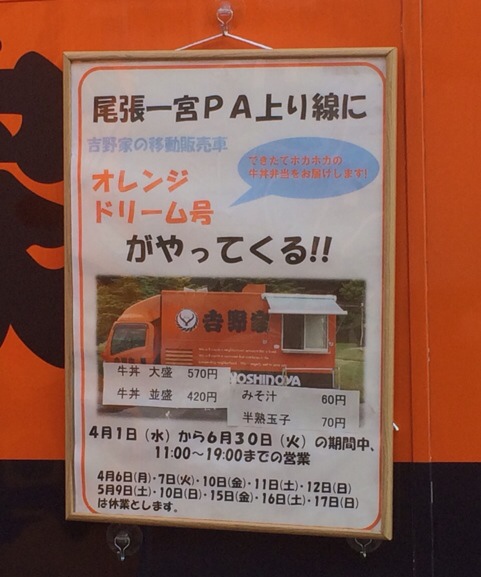 尾張一宮PA上り線に
吉野家の移動販売車
できたてホカホカの
牛丼弁当をお届けします!
オレンジ
ドリーム号
がやってくる!!
吉野家
YOSHINOYA
牛丼 大盛 570円
牛丼 並盛 420円
みそ汁 60円
半熟玉子 70円
4月1日(水)から6月30日(火)の期間中、
11:00~19:00までの営業
4月6日(月)・7日(火)・10日(金)・11日(土)・12日(日)
5月9日(土)・10日(日)・15日(金)・16日(土)・17日(日)
は休業とします。